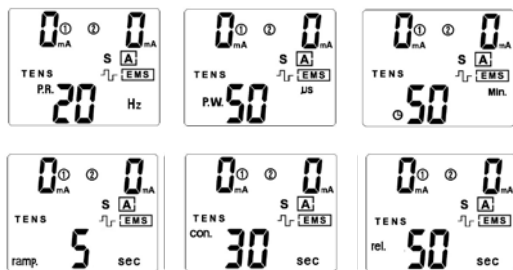 0 mA ① ② 0 mA
S A
TENS EMS
P.R. 20 Hz
0 mA ① ② 0 mA
S A
TENS EMS
P.W. 50 µs
0 mA ① ② 0 mA
S A
TENS EMS
50 Min.
0 mA ① ② 0 mA
S A
TENS EMS
ramp. 5 sec
0 mA ① ② 0 mA
S A
TENS EMS
con. 30 sec
0 mA ① ② 0 mA
S A
TENS EMS
rel. 50 sec